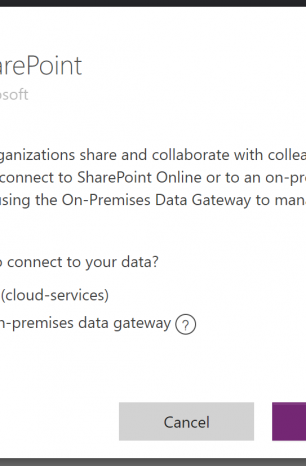 arePoint
osoft
ganizations share and collaborate with collea
connect to SharePoint Online or to an on-pre
using the On-Premises Data Gateway to mana
o connect to your data?
(cloud-services)
n-premises data gateway ?
Cancel